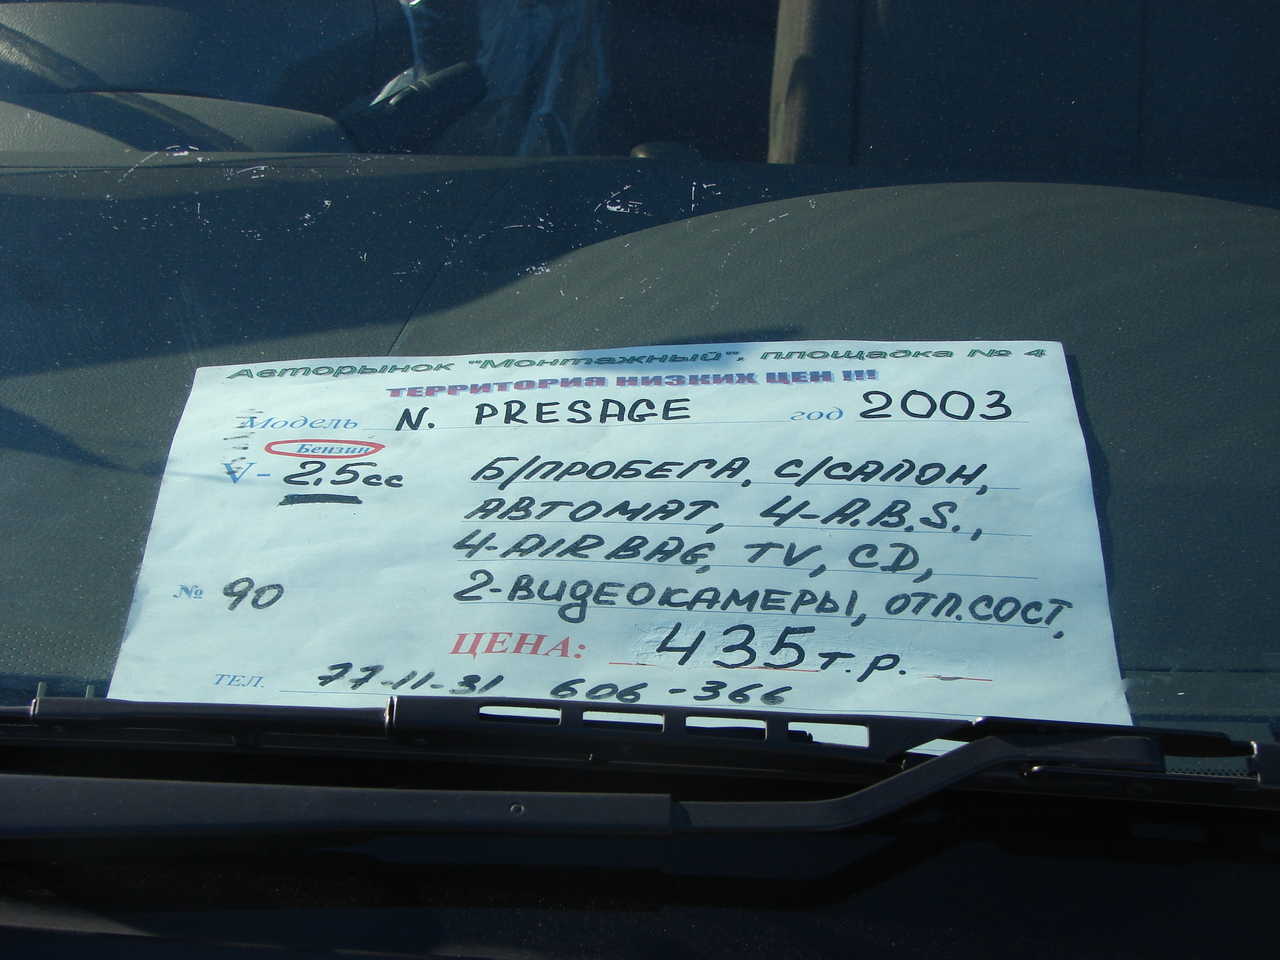 Авторынок "Монтажный", площадка № 4
ТЕРРИТОРИЯ НИЗКИХ ЦЕН !!!
Модель N. PRESAGE год 2003
Бензин
V- 2,5cc Б/ПРОБЕГА, С/САЛОН,
АВТОМАТ, 4-A.B.S.,
4-AIRBAG, TV, CD,
№ 90 2-ВИДЕОКАМЕРЫ, ОТЛ.СОСТ.
ЦЕНА: 435 т.р.
ТЕЛ. 77-11-31 606-366